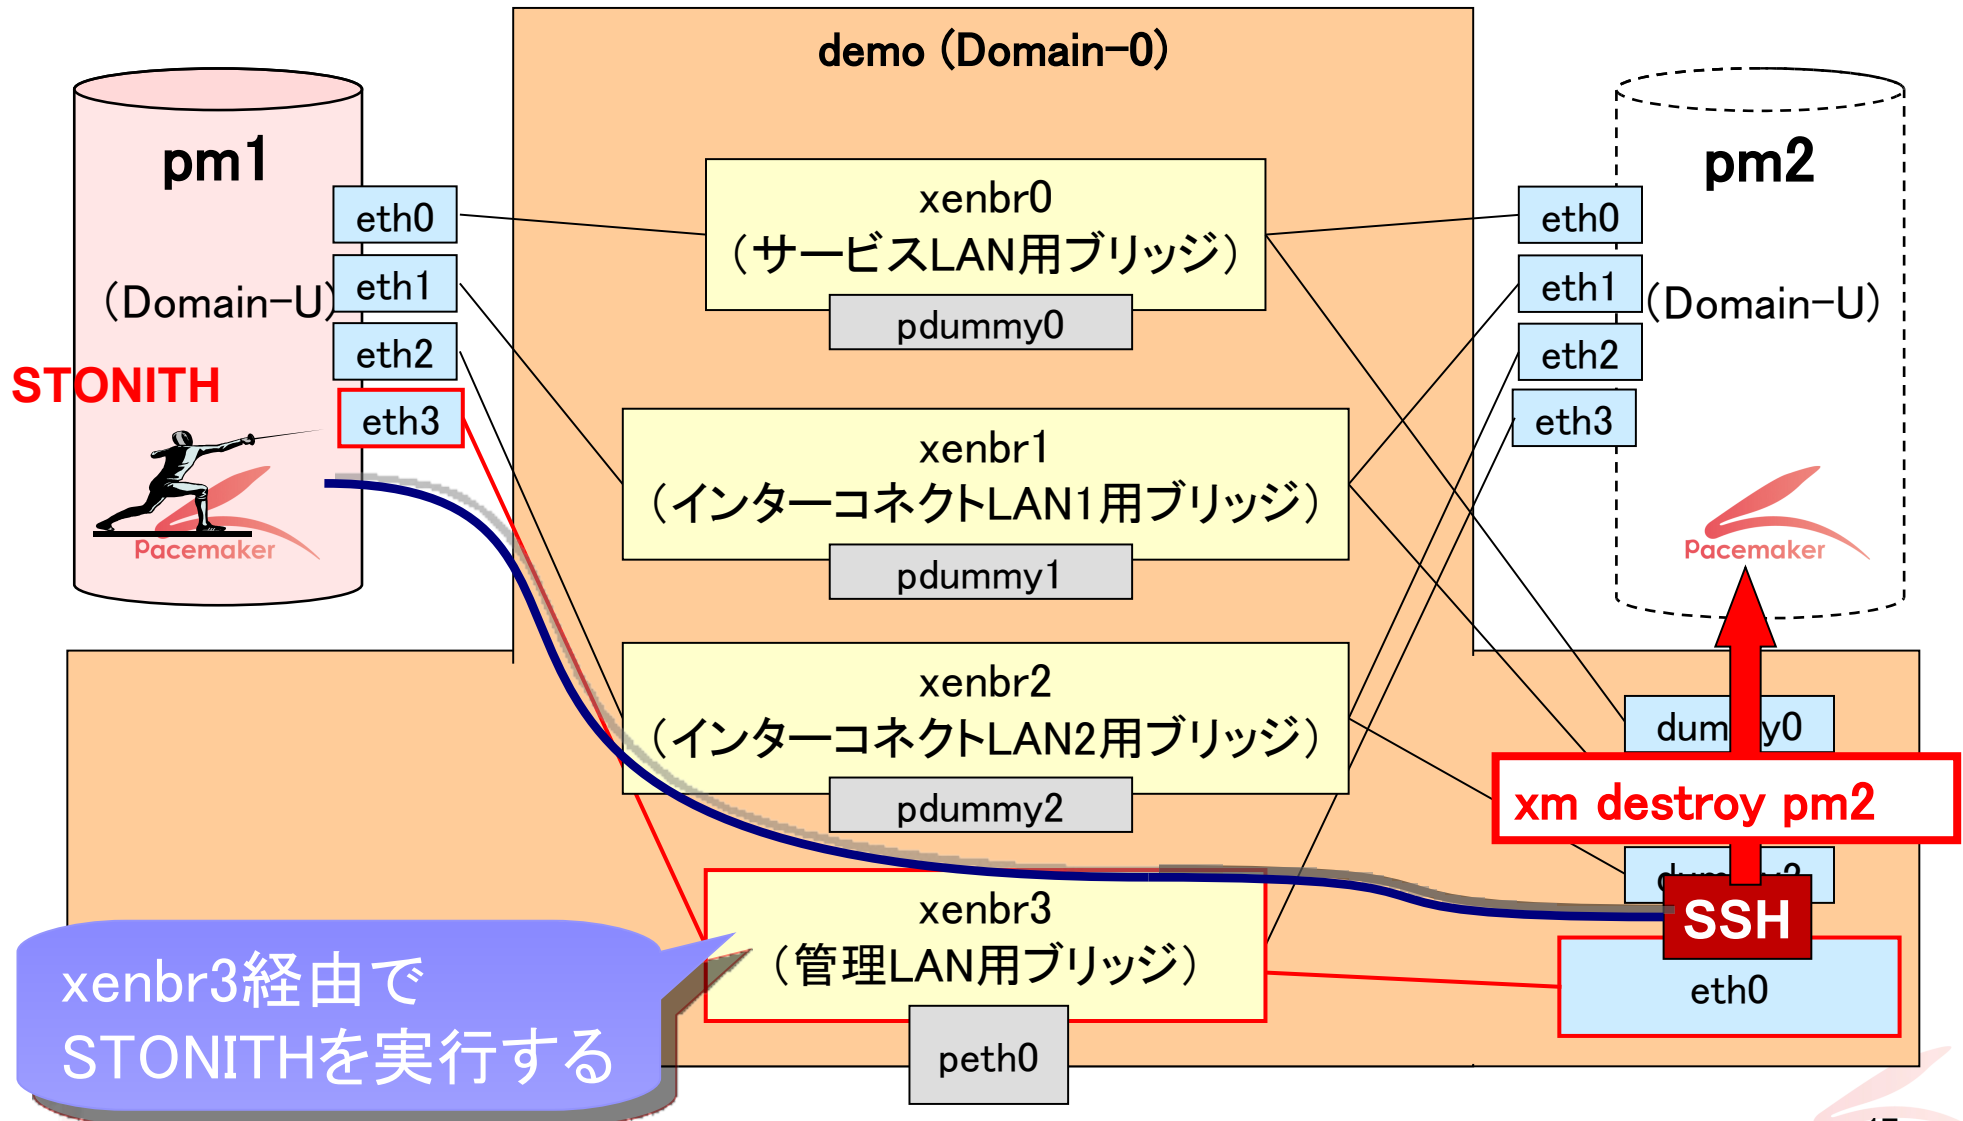 demo (Domain-0)
pm1
(Domain-U)
eth0
eth1
eth2
eth3
STONITH
Pacemaker
xenbr0
（サービスLAN用ブリッジ）
pdummy0
xenbr1
（インターコネクトLAN1用ブリッジ）
pdummy1
xenbr2
（インターコネクトLAN2用ブリッジ）
pdummy2
xenbr3
（管理LAN用ブリッジ）
peth0
pm2
(Domain-U)
eth0
eth1
eth2
eth3
Pacemaker
xm destroy pm2
SSH
eth0
xenbr3経由で
STONITHを実行する